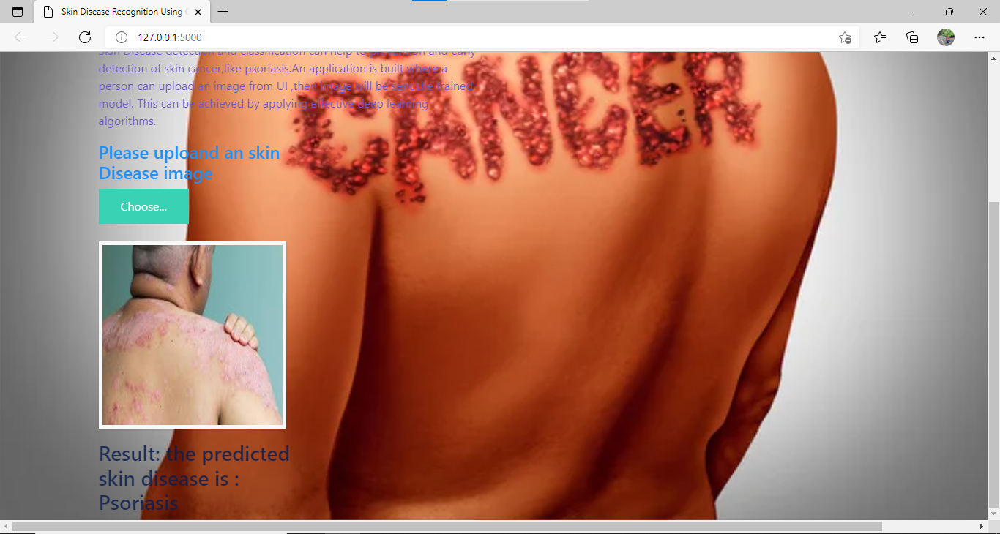 Skin Disease Recognition Using
127.0.0.1:5000
Skin Disease detection and classification can help to prevention and early
detection of skin cancer,like psoriasis.An application is built where a
person can upload an image from UI ,then image will be sent the trained
model. This can be achieved by applying effective deep learning
algorithms.
CANCER
Please uploand an skin
Disease image
Choose...
Result: the predicted
skin disease is :
Psoriasis